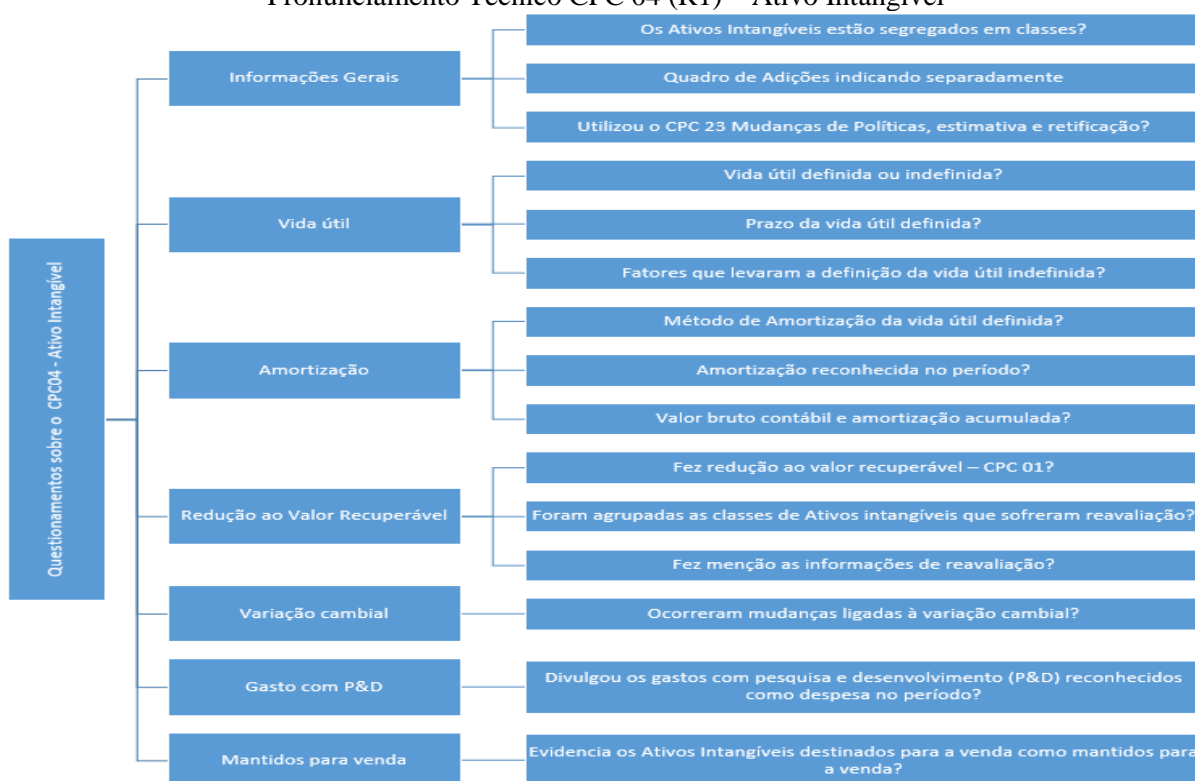 Pronunciamento Técnico CPC 04 (R1) – Ativo Intangível
Questionamentos sobre o CPC04 - Ativo Intangível
Informações Gerais
Os Ativos Intangíveis estão segregados em classes?
Quadro de Adições indicando separadamente
Utilizou o CPC 23 Mudanças de Políticas, estimativa e retificação?
Vida útil
Vida útil definida ou indefinida?
Prazo da vida útil definida?
Fatores que levaram a definição da vida útil indefinida?
Amortização
Método de Amortização da vida útil definida?
Amortização reconhecida no período?
Valor bruto contábil e amortização acumulada?
Redução ao Valor Recuperável
Fez redução ao valor recuperável – CPC 01?
Foram agrupadas as classes de Ativos intangíveis que sofreram reavaliação?
Fez menção as informações de reavaliação?
Variação cambial
Ocorreram mudanças ligadas à variação cambial?
Gasto com P&D
Divulgou os gastos com pesquisa e desenvolvimento (P&D) reconhecidos
como despesa no período?
Mantidos para venda
Evidencia os Ativos Intangíveis destinados para a venda como mantidos para
a venda?